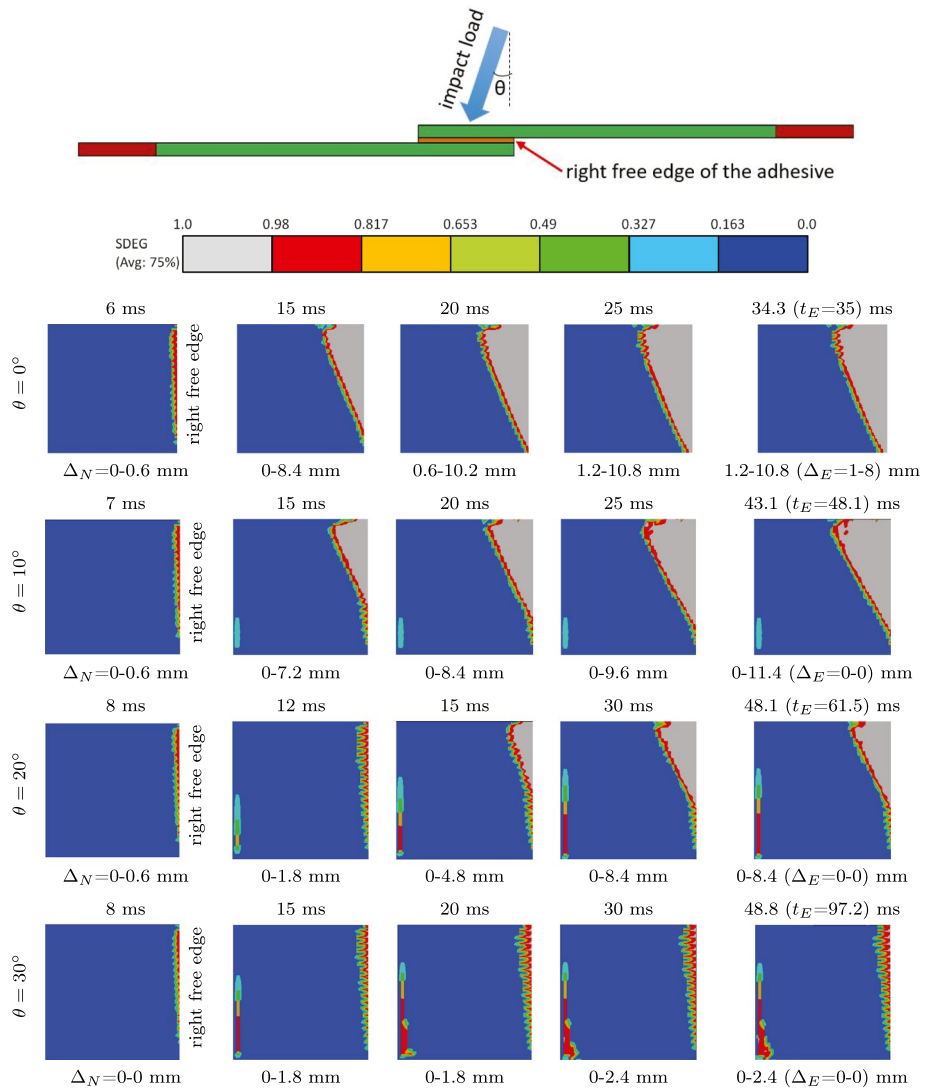 impact load
θ
right free edge of the adhesive
1.0 0.98 0.817 0.653 0.49 0.327 0.163 0.0
SDEG
(Avg: 75%)
6 ms 15 ms 20 ms 25 ms 34.3 (t_E=35) ms
θ = 0°
right free edge
Δ_N=0-0.6 mm 0-8.4 mm 0.6-10.2 mm 1.2-10.8 mm 1.2-10.8 (Δ_E=1-8) mm
7 ms 15 ms 20 ms 25 ms 43.1 (t_E=48.1) ms
θ = 10°
right free edge
Δ_N=0-0.6 mm 0-7.2 mm 0-8.4 mm 0-9.6 mm 0-11.4 (Δ_E=0-0) mm
8 ms 12 ms 15 ms 30 ms 48.1 (t_E=61.5) ms
θ = 20°
right free edge
Δ_N=0-0.6 mm 0-1.8 mm 0-4.8 mm 0-8.4 mm 0-8.4 (Δ_E=0-0) mm
8 ms 15 ms 20 ms 30 ms 48.8 (t_E=97.2) ms
θ = 30°
right free edge
Δ_N=0-0 mm 0-1.8 mm 0-1.8 mm 0-2.4 mm 0-2.4 (Δ_E=0-0) mm